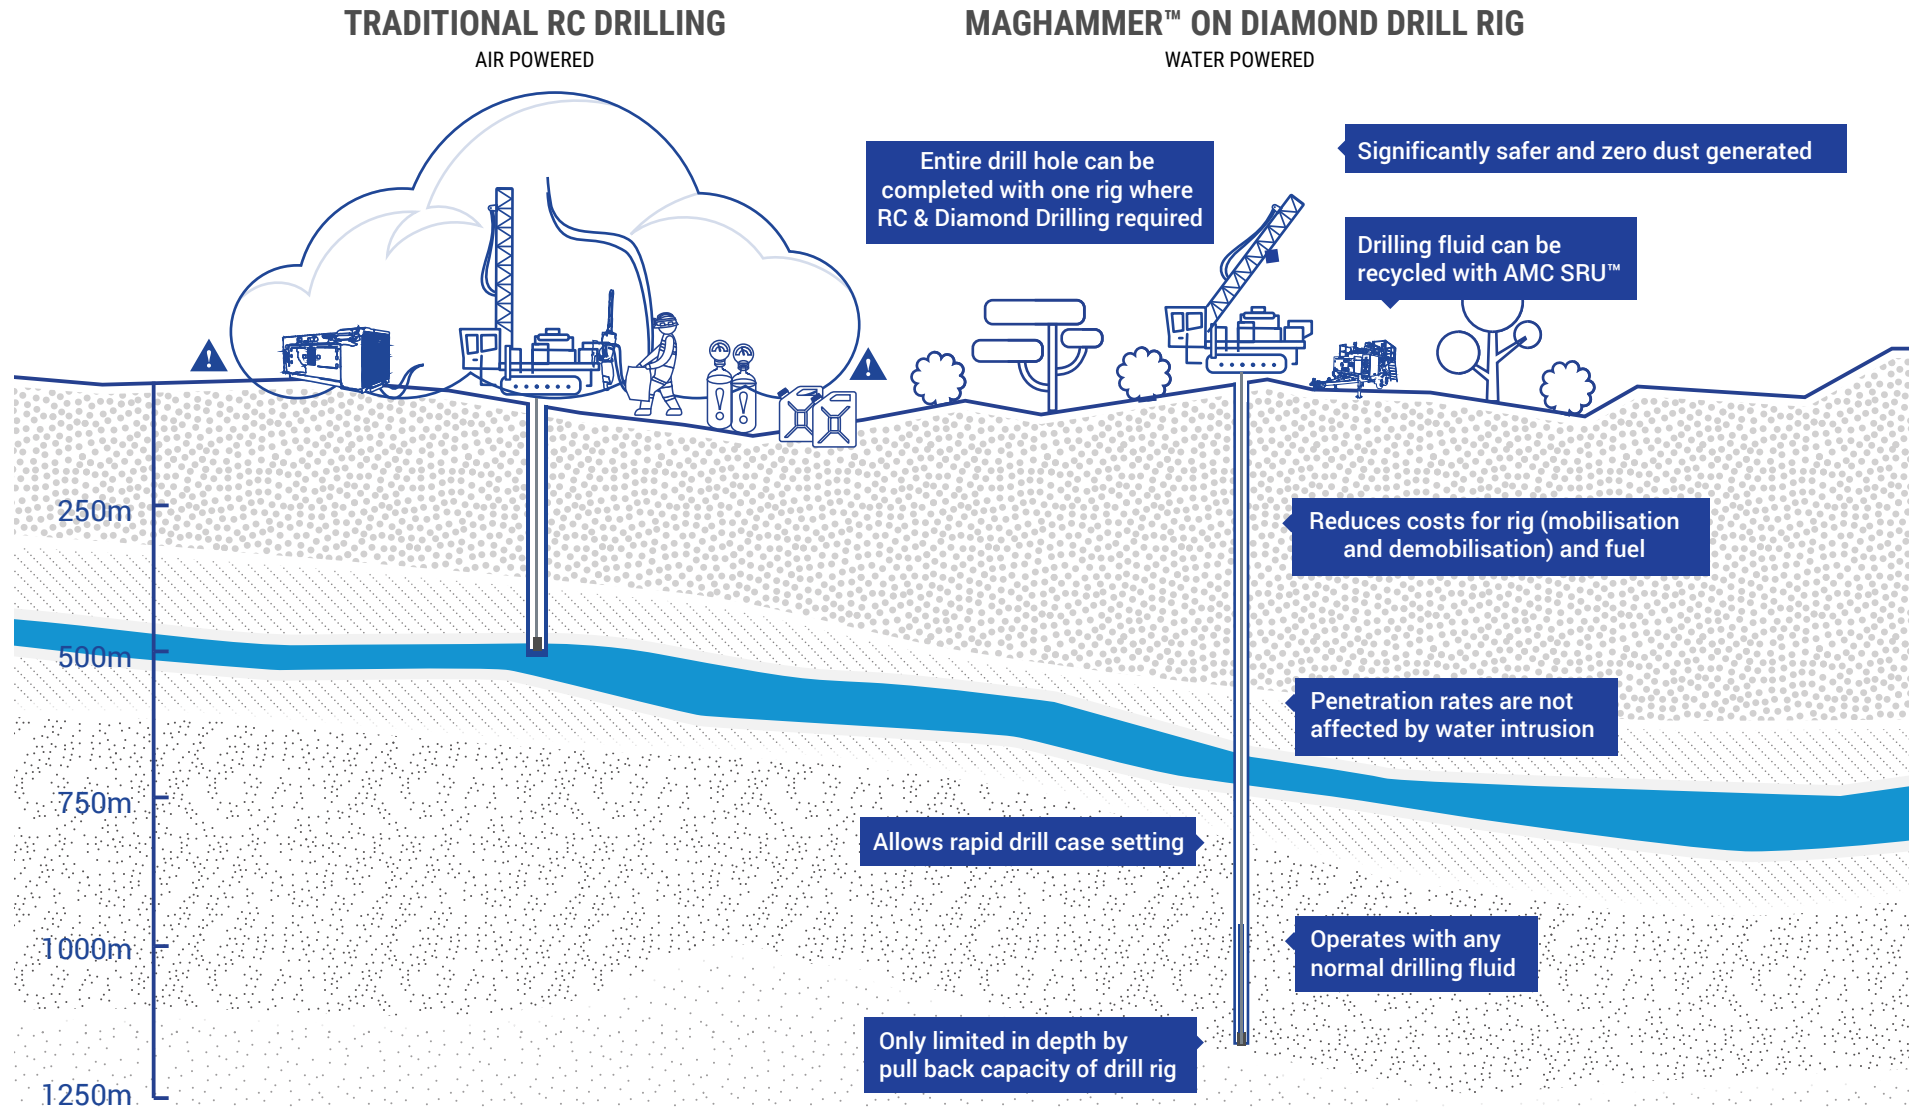 TRADITIONAL RC DRILLING
AIR POWERED
MAGHAMMER™ ON DIAMOND DRILL RIG
WATER POWERED
Entire drill hole can be
completed with one rig where
RC & Diamond Drilling required
Significantly safer and zero dust generated
Drilling fluid can be
recycled with AMC SRU™
250m
500m
750m
1000m
1250m
Reduces costs for rig (mobilisation
and demobilisation) and fuel
Penetration rates are not
affected by water intrusion
Allows rapid drill case setting
Operates with any
normal drilling fluid
Only limited in depth by
pull back capacity of drill rig